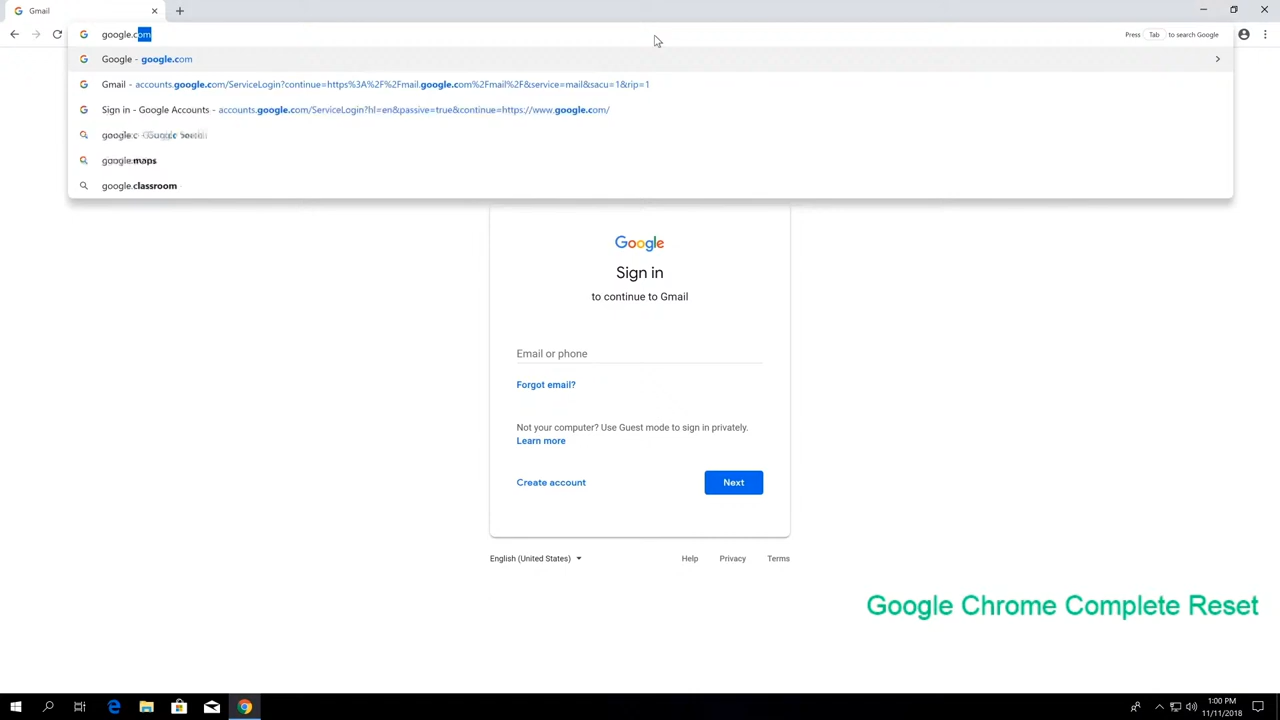 Gmail
google.com
Press Tab to search Google
Google - google.com
Gmail - accounts.google.com/ServiceLogin?continue=https%3A%2F%2Fmail.google.com%2Fmail%2F&service=mail&sacu=1&rip=1
Sign in - Google Accounts - accounts.google.com/ServiceLogin?hl=en&passive=true&continue=https://www.google.com/
google.maps
google.classroom
Google
Sign in
to continue to Gmail
Email or phone
Forgot email?
Not your computer? Use Guest mode to sign in privately.
Learn more
Create account
Next
English (United States)
Help
Privacy
Terms
Google Chrome Complete Reset
1:00 PM
11/11/2018